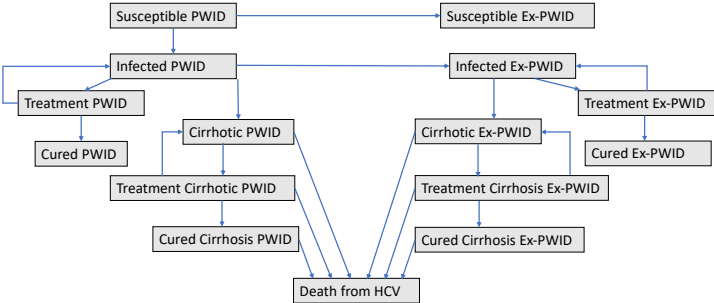 Susceptible PWID
Susceptible Ex-PWID
Infected PWID
Infected Ex-PWID
Treatment PWID
Treatment Ex-PWID
Cirrhotic PWID
Cirrhotic Ex-PWID
Cured PWID
Cured Ex-PWID
Treatment Cirrhotic PWID
Treatment Cirrhosis Ex-PWID
Cured Cirrhosis PWID
Cured Cirrhosis Ex-PWID
Death from HCV